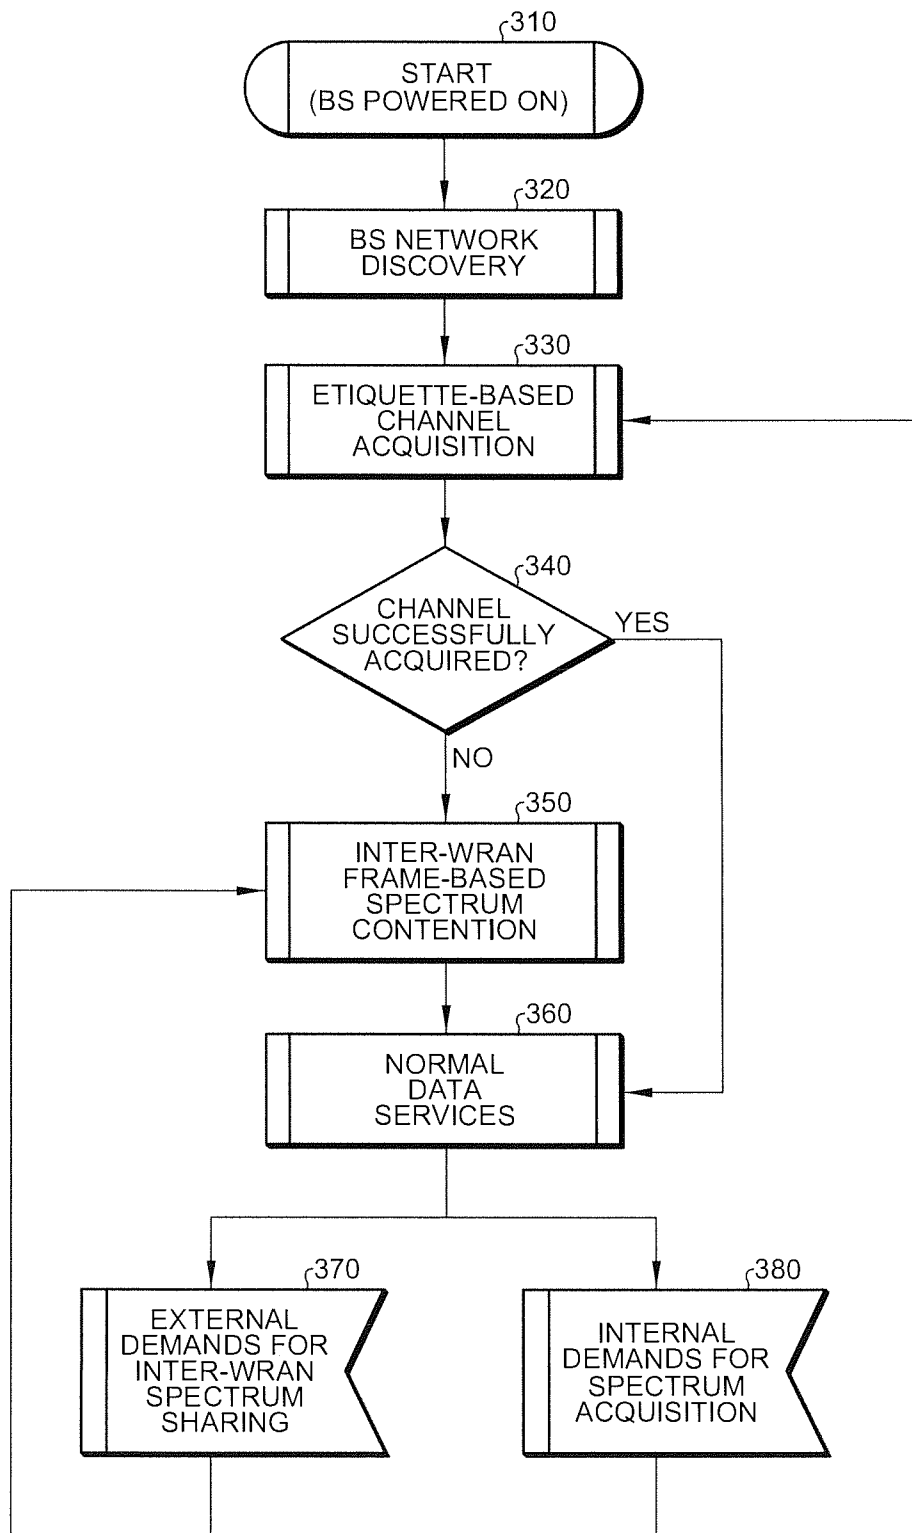 310
START
(BS POWERED ON)
320
BS NETWORK
DISCOVERY
330
ETIQUETTE-BASED
CHANNEL
ACQUISITION
340
CHANNEL
SUCCESSFULLY
ACQUIRED?
YES
NO
350
INTER-WRAN
FRAME-BASED
SPECTRUM
CONTENTION
360
NORMAL
DATA
SERVICES
370
EXTERNAL
DEMANDS FOR
INTER-WRAN
SPECTRUM
SHARING
380
INTERNAL
DEMANDS FOR
SPECTRUM
ACQUISITION